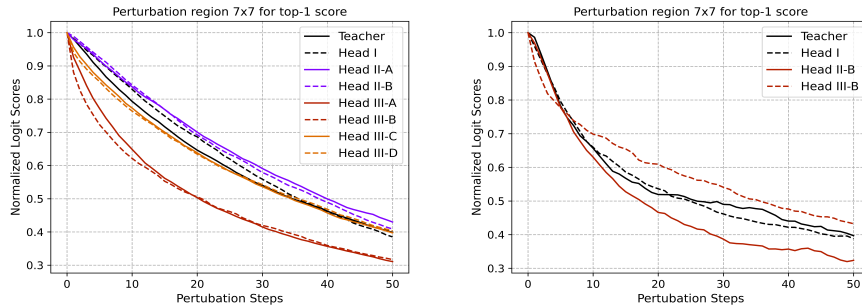 Perturbation region 7x7 for top-1 score
Normalized Logit Scores
1.0
0.9
0.8
0.7
0.6
0.5
0.4
0.3
0
10
20
30
40
50
Pertubation Steps
Teacher
Head I
Head II-A
Head II-B
Head III-A
Head III-B
Head III-C
Head III-D
Perturbation region 7x7 for top-1 score
Normalized Logit Scores
1.0
0.9
0.8
0.7
0.6
0.5
0.4
0.3
0
10
20
30
40
50
Pertubation Steps
Teacher
Head I
Head II-B
Head III-B